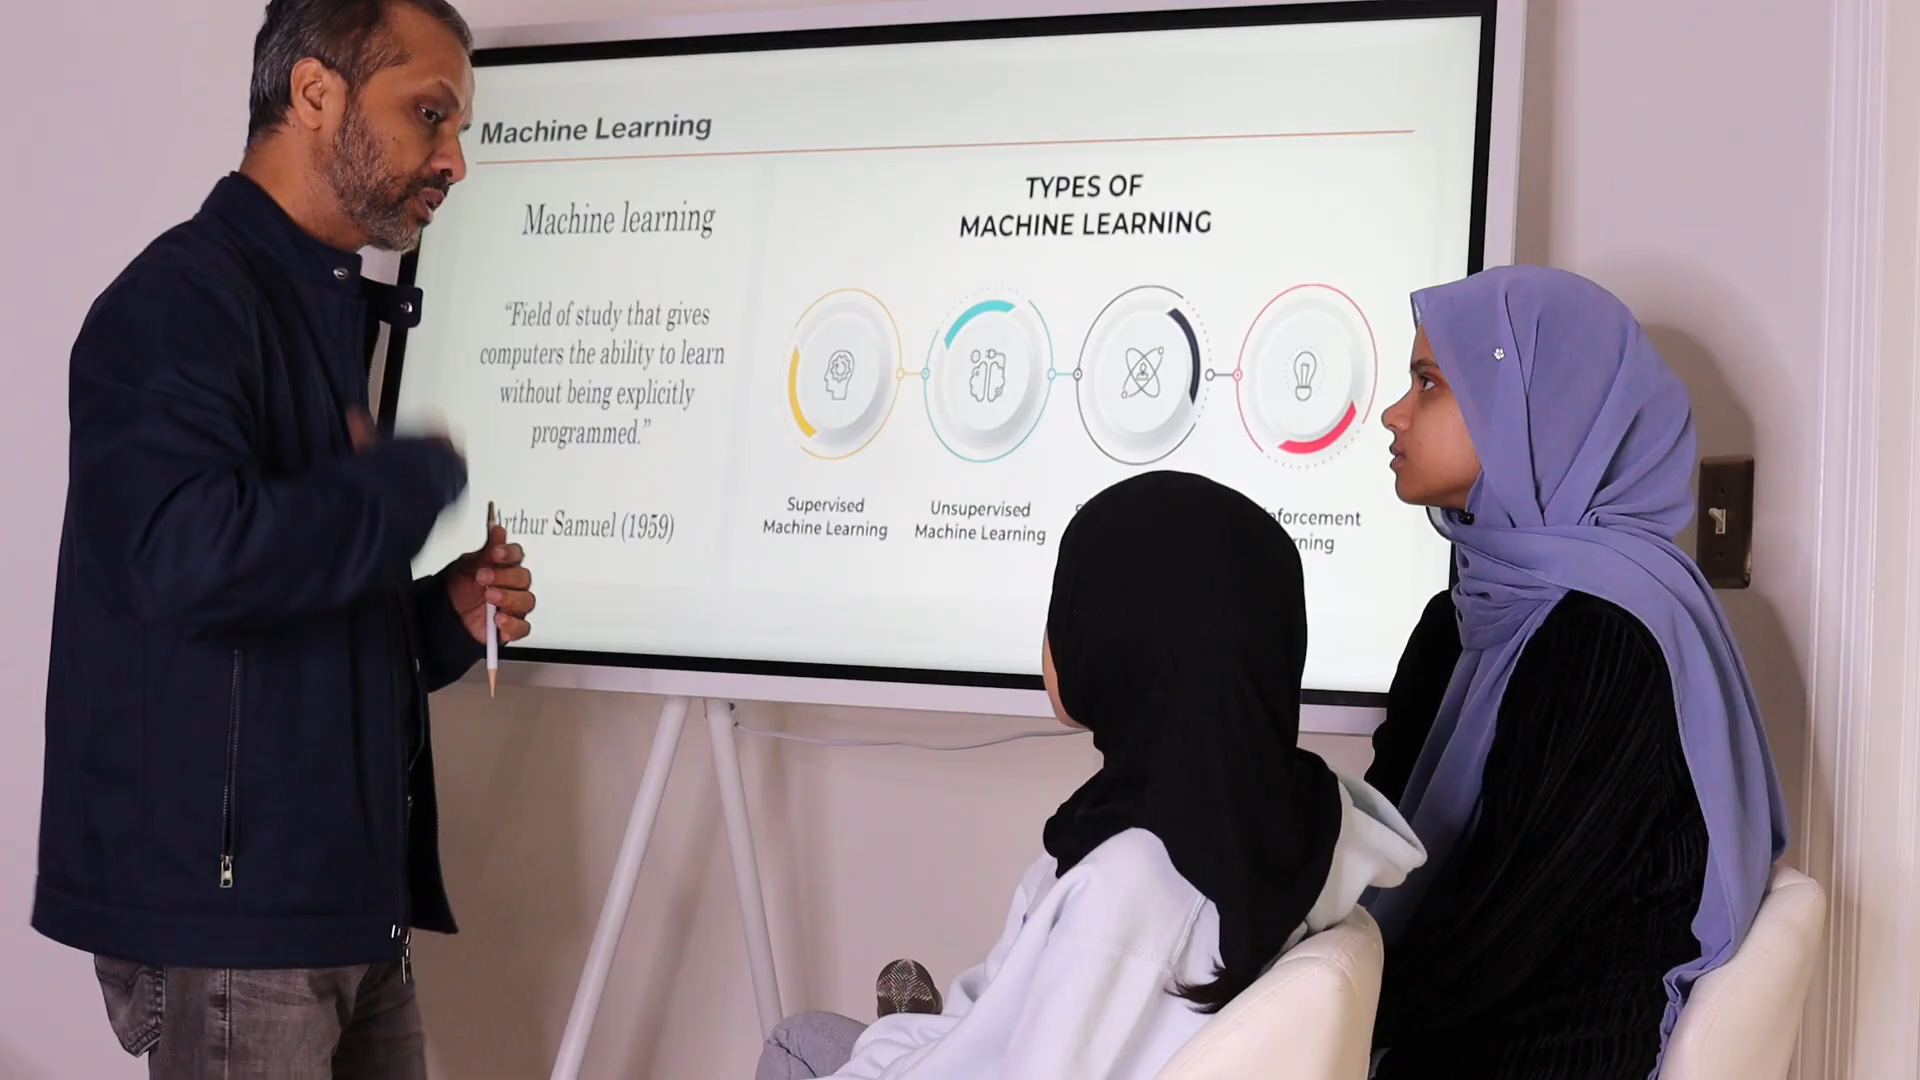 Machine Learning
Machine learning
“Field of study that gives
computers the ability to learn
without being explicitly
programmed.”
Arthur Samuel (1959)
TYPES OF
MACHINE LEARNING
Supervised
Machine Learning
Unsupervised
Machine Learning